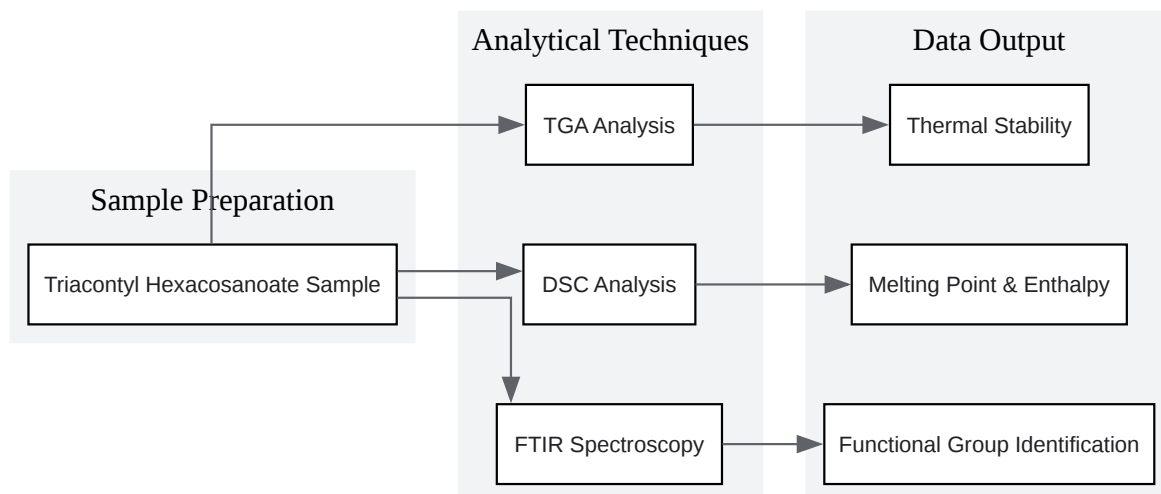 Analytical Techniques
Data Output
TGA Analysis
Thermal Stability
Sample Preparation
Triacontyl Hexacosanoate Sample
DSC Analysis
Melting Point & Enthalpy
FTIR Spectroscopy
Functional Group Identification